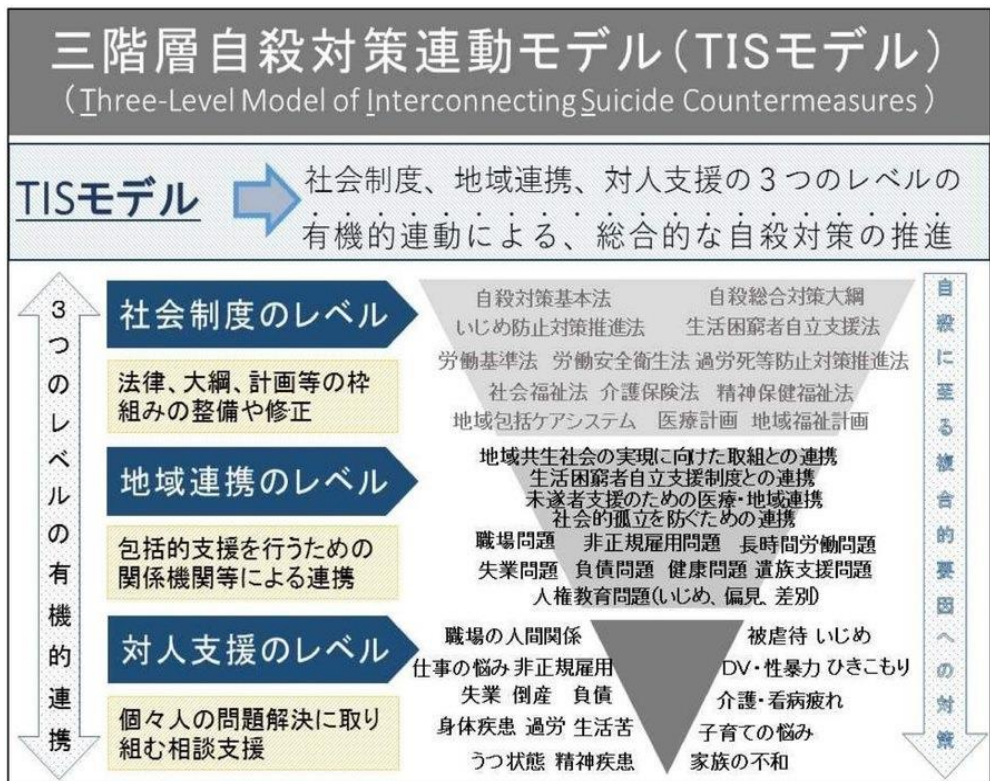 三階層自殺対策連動モデル(TISモデル)
(Three-Level Model of Interconnecting Suicide Countermeasures)
TISモデル
社会制度、地域連携、対人支援の3つのレベルの
有機的連動による、総合的な自殺対策の推進
3つのレベルの有機的連携
社会制度のレベル
法律、大綱、計画等の枠
組みの整備や修正
自殺対策基本法 自殺総合対策大綱
いじめ防止対策推進法 生活困窮者自立支援法
労働基準法 労働安全衛生法 過労死等防止対策推進法
社会福祉法 介護保険法 精神保健福祉法
地域包括ケアシステム 医療計画 地域福祉計画
地域連携のレベル
包括的支援を行うための
関係機関等による連携
地域共生社会の実現に向けた取組との連携
生活困窮者自立支援制度との連携
未遂者支援のための医療・地域連携
社会的孤立を防ぐための連携
職場問題 非正規雇用問題 長時間労働問題
失業問題 負債問題 健康問題 遺族支援問題
人権教育問題(いじめ、偏見、差別)
対人支援のレベル
個々人の問題解決に取り
組む相談支援
職場の人間関係 被虐待 いじめ
仕事の悩み 非正規雇用 DV・性暴力 ひきこもり
失業 倒産 負債 介護・看病疲れ
身体疾患 過労 生活苦 子育ての悩み
うつ状態 精神疾患 家族の不和
自殺に至る複合的要因への対策